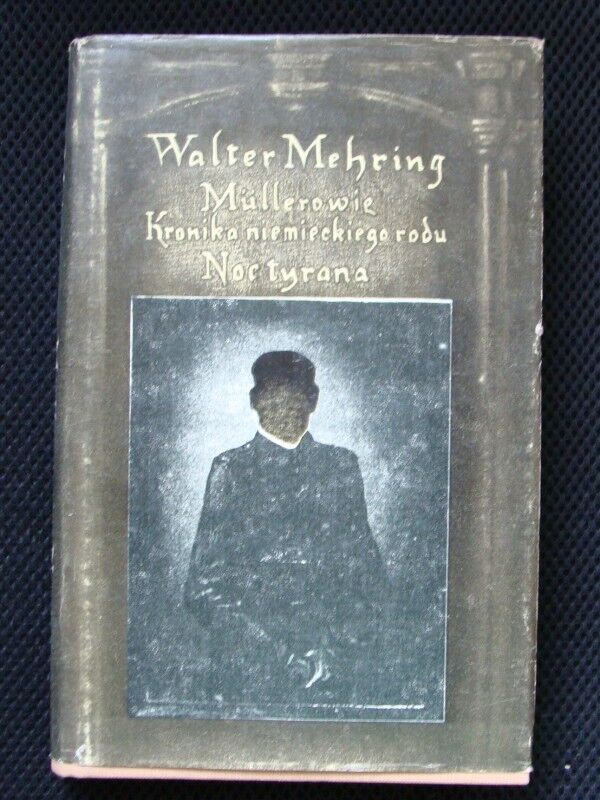 Walter Mehring
Müllerowie
Kronika niemieckiego rodu
Noc tyrana